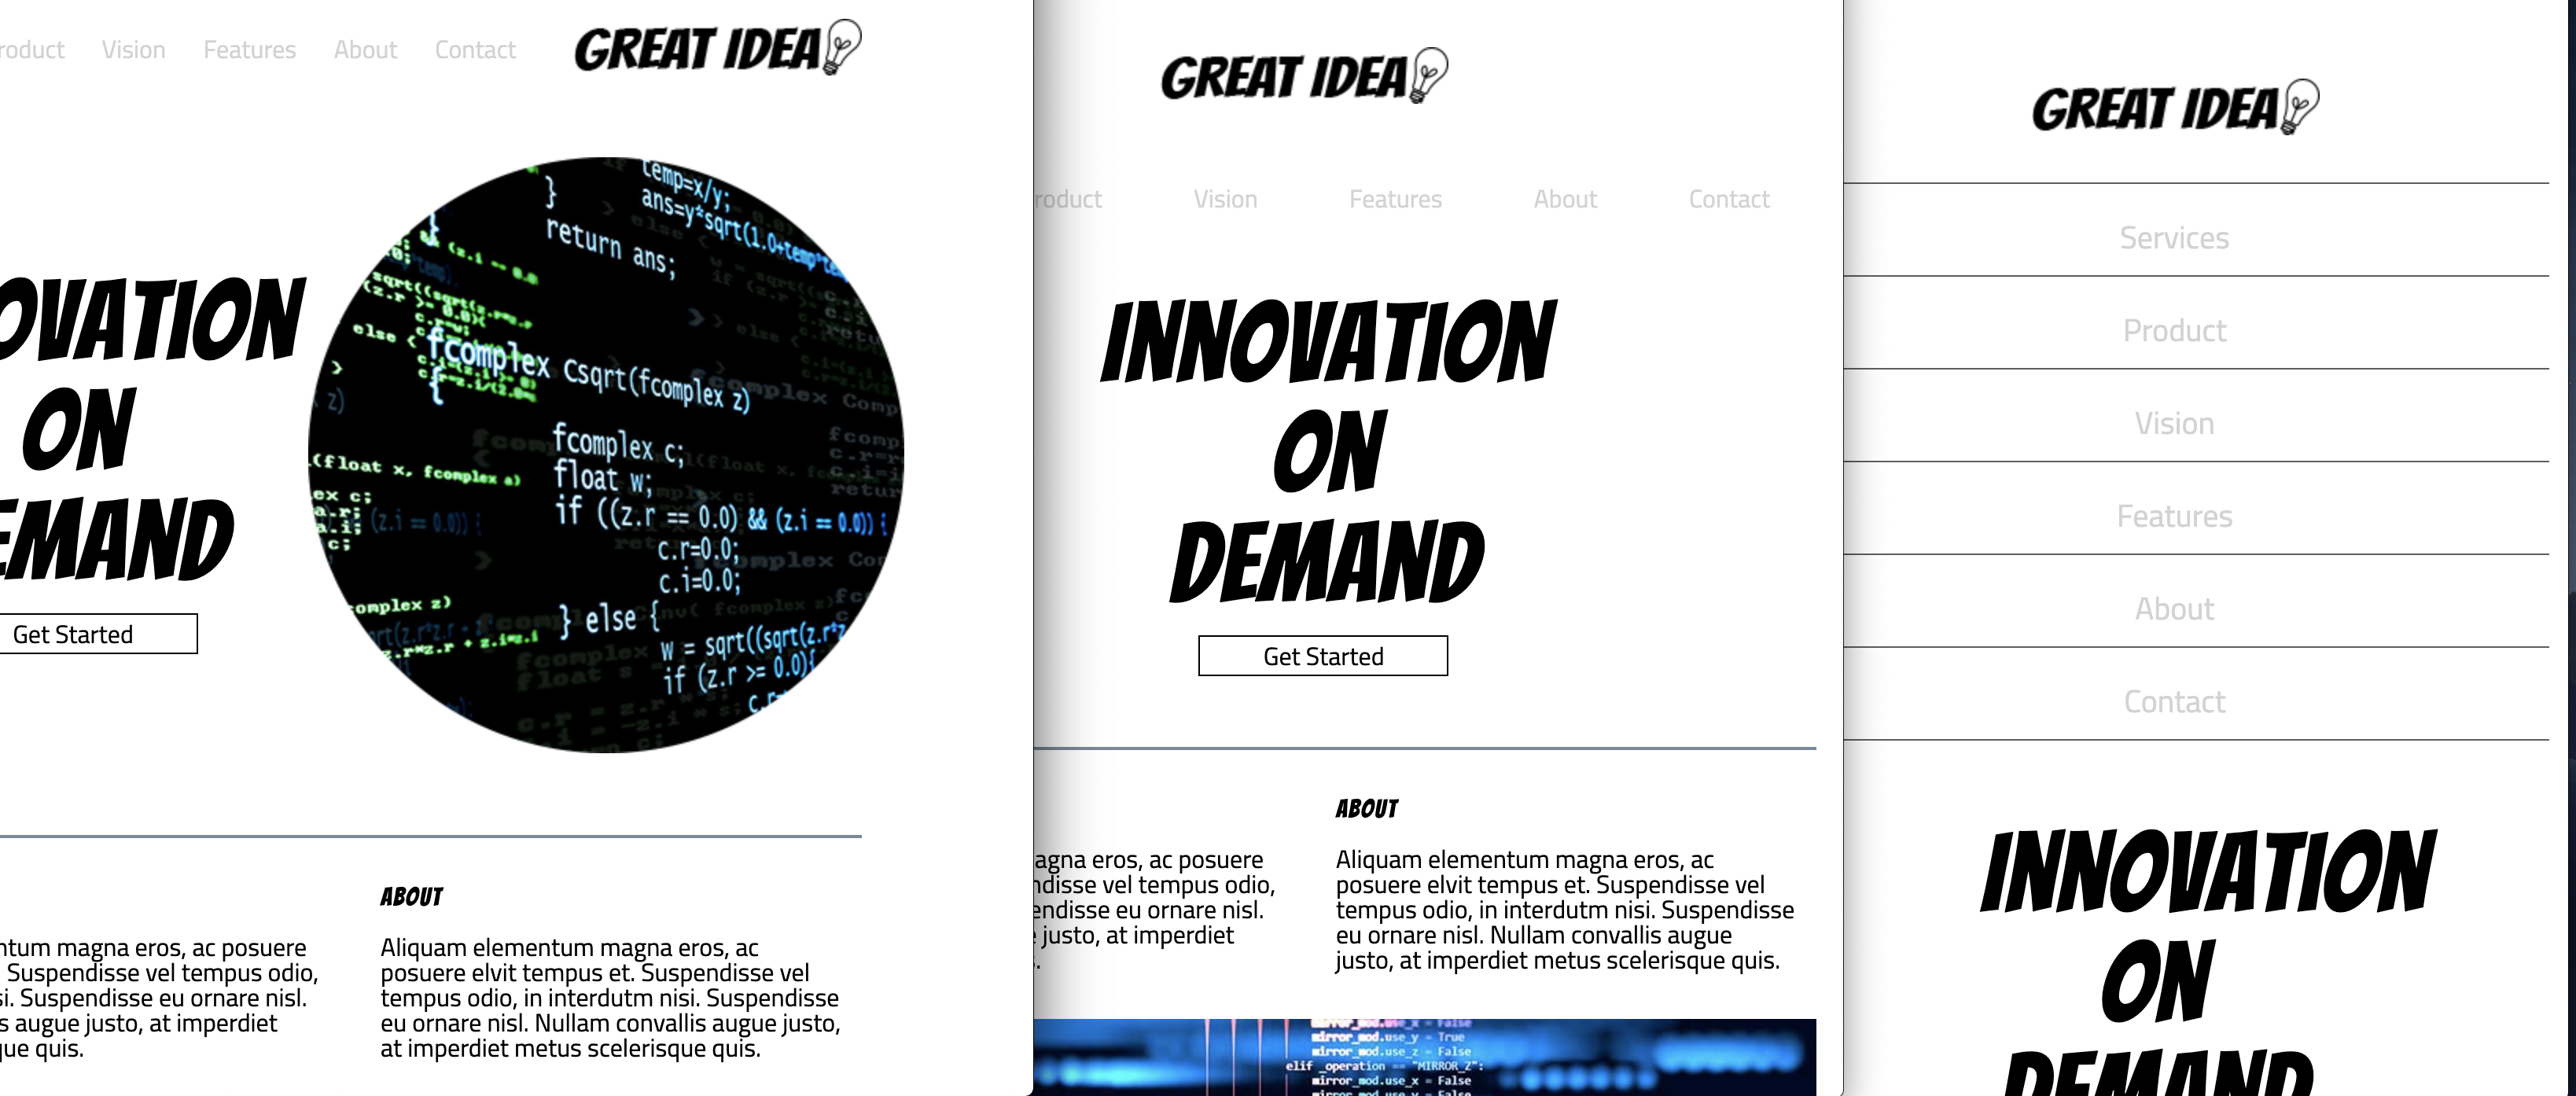 roduct Vision Features About Contact GREAT IDEA
OVATION
ON
EMAND
Get Started
temp=x/y;
}
return ans;
fcomplex Csqrt(fcomplex z)
{
fcomplex c;
float w;
if ((z.r == 0.0) && (z.i == 0.0)) {
c.r=0.0;
c.i=0.0;
} else {
w = sqrt((sqrt(z.r*z
if (z.r >= 0.0){
ABOUT
ntum magna eros, ac posuere
Suspendisse vel tempus odio,
si. Suspendisse eu ornare nisl.
s augue justo, at imperdiet
que quis.
Aliquam elementum magna eros, ac
posuere elvit tempus et. Suspendisse vel
tempus odio, in interdutm nisi. Suspendisse
eu ornare nisl. Nullam convallis augue justo,
at imperdiet metus scelerisque quis.
GREAT IDEA
roduct Vision Features About Contact
INNOVATION
ON
DEMAND
Get Started
ABOUT
agna eros, ac posuere
ndisse vel tempus odio,
endisse eu ornare nisl.
justo, at imperdiet
Aliquam elementum magna eros, ac
posuere elvit tempus et. Suspendisse vel
tempus odio, in interdutm nisi. Suspendisse
eu ornare nisl. Nullam convallis augue
justo, at imperdiet metus scelerisque quis.
mirror_mod.use_x = False
mirror_mod.use_y = True
mirror_mod.use_z = False
elif _operation == "MIRROR_Z":
mirror_mod.use_x = False
GREAT IDEA
Services
Product
Vision
Features
About
Contact
INNOVATION
ON
DEMAND